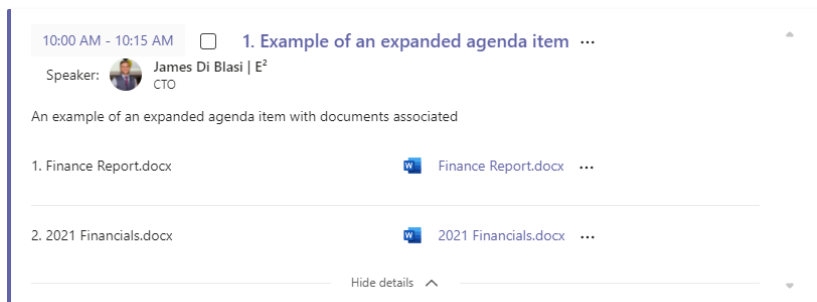 10:00 AM - 10:15 AM 1. Example of an expanded agenda item ...
Speaker: James Di Blasi | E²
CTO
An example of an expanded agenda item with documents associated
1. Finance Report.docx Finance Report.docx ...
2. 2021 Financials.docx 2021 Financials.docx ...
Hide details